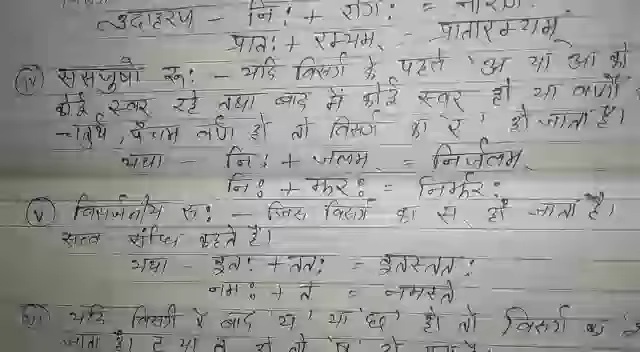 उदाहरण - नि: + रोग: = नीरोग:
प्रात: + रम्यम् = प्रातारम्यम्
(iv) ससजुषो रू: - यदि विसर्ग के पहले 'अ या आ को
कोई स्वर रहे तथा बाद में कोई स्वर हो या वर्गो
चतुर्थ, पंचम वर्ण हो तो विसर्ग का 'र' हो जाता है।
यथा - नि: + जलम् = निर्जलम्
नि: + झर: = निर्झर:
(v) विसर्जनीय स: - जिस विसर्ग का स् हो जाता है।
सत्व संधि कहते है।
यथा - इत: + तत: = इतस्तत:
नम: + ते = नमस्ते
यदि विसर्ग के बाद 'च' या 'छ' हो तो विसर्ग का
जाता है। ट या